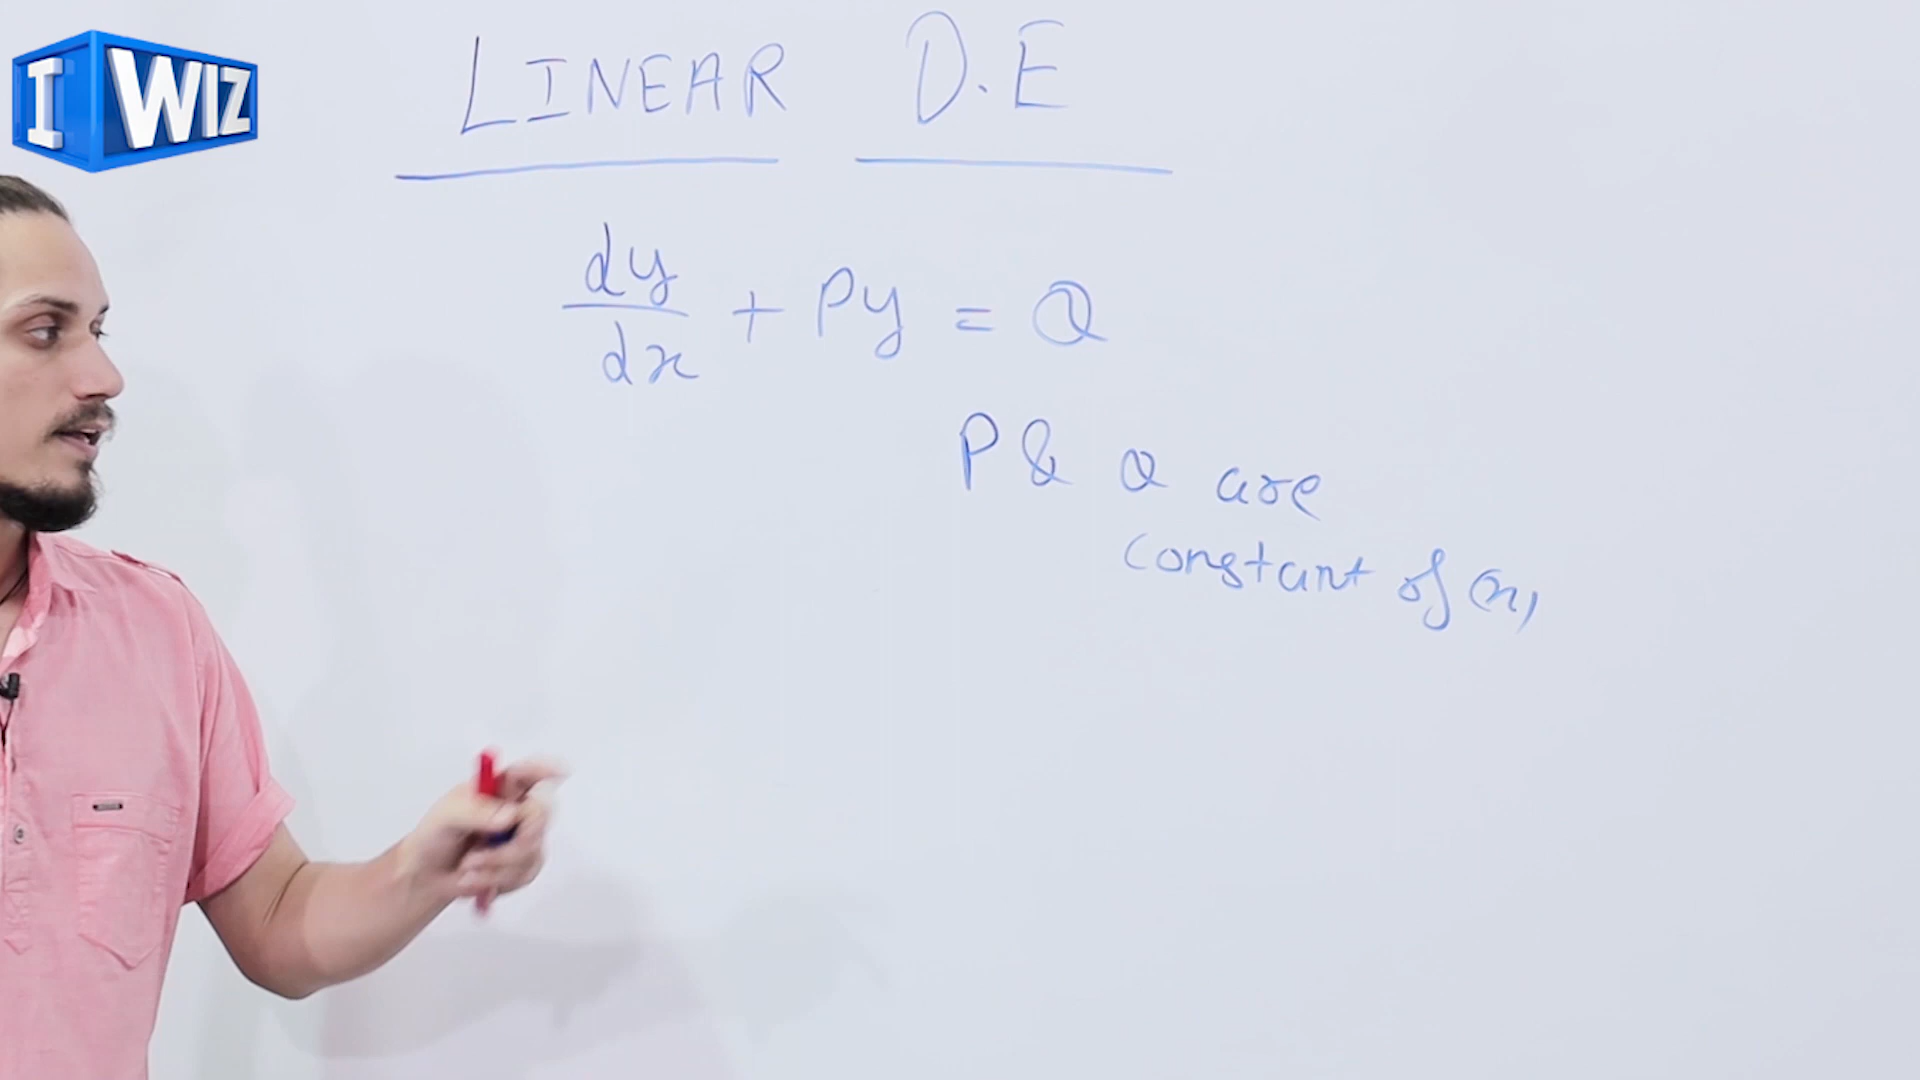 I WIZ
LINEAR D.E
dy/dx + Py = Q
P & Q are
constant of (x)